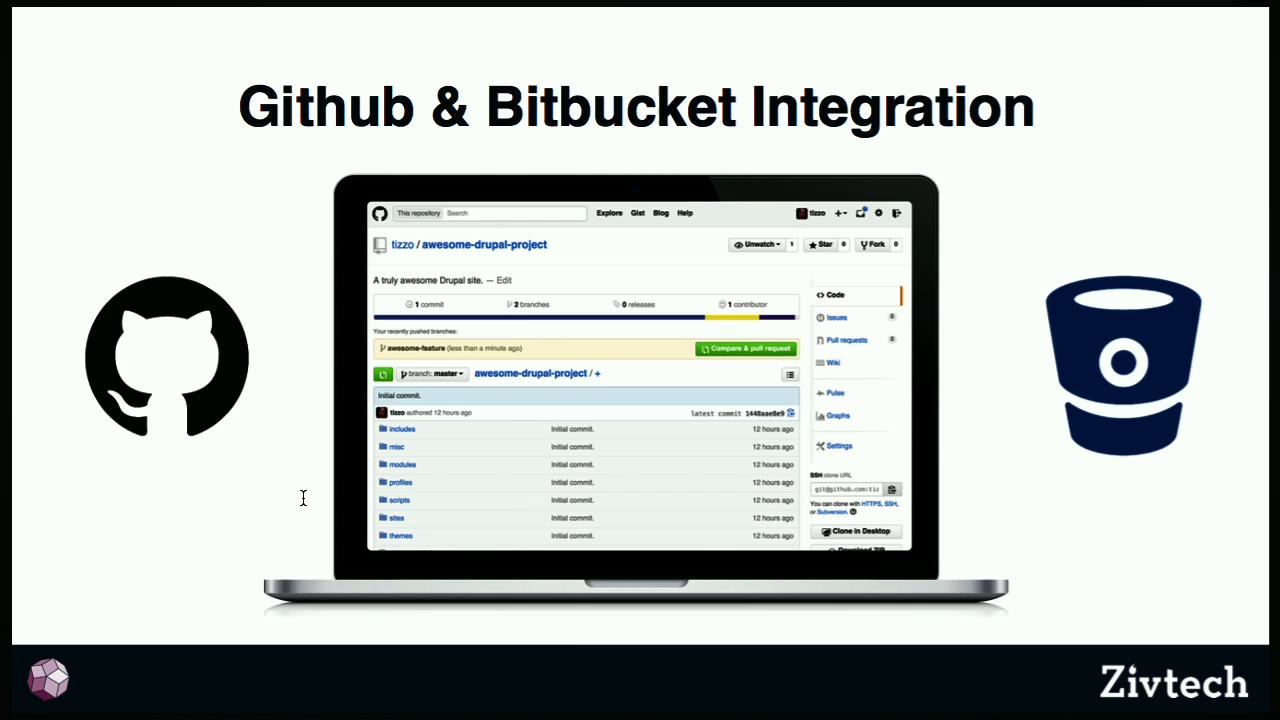 Github & Bitbucket Integration
This repository Search Explore Gist Blog Help tizzo
tizzo / awesome-drupal-project Unwatch 1 Star 0 Fork 0
A truly awesome Drupal site. — Edit
1 commit 2 branches 0 releases 1 contributor
Your recently pushed branches:
awesome-feature (less than a minute ago) Compare & pull request
branch: master awesome-drupal-project / +
Initial commit.
tizzo authored 12 hours ago latest commit 1448aae8e9
includes Initial commit. 12 hours ago
misc Initial commit. 12 hours ago
modules Initial commit. 12 hours ago
profiles Initial commit. 12 hours ago
scripts Initial commit. 12 hours ago
sites Initial commit. 12 hours ago
themes Initial commit. 12 hours ago
Code
Issues 0
Pull requests 0
Wiki
Pulse
Graphs
Settings
SSH clone URL
git@github.com:tiz
You can clone with HTTPS, SSH,
or Subversion.
Clone in Desktop
Download ZIP
Zivtech